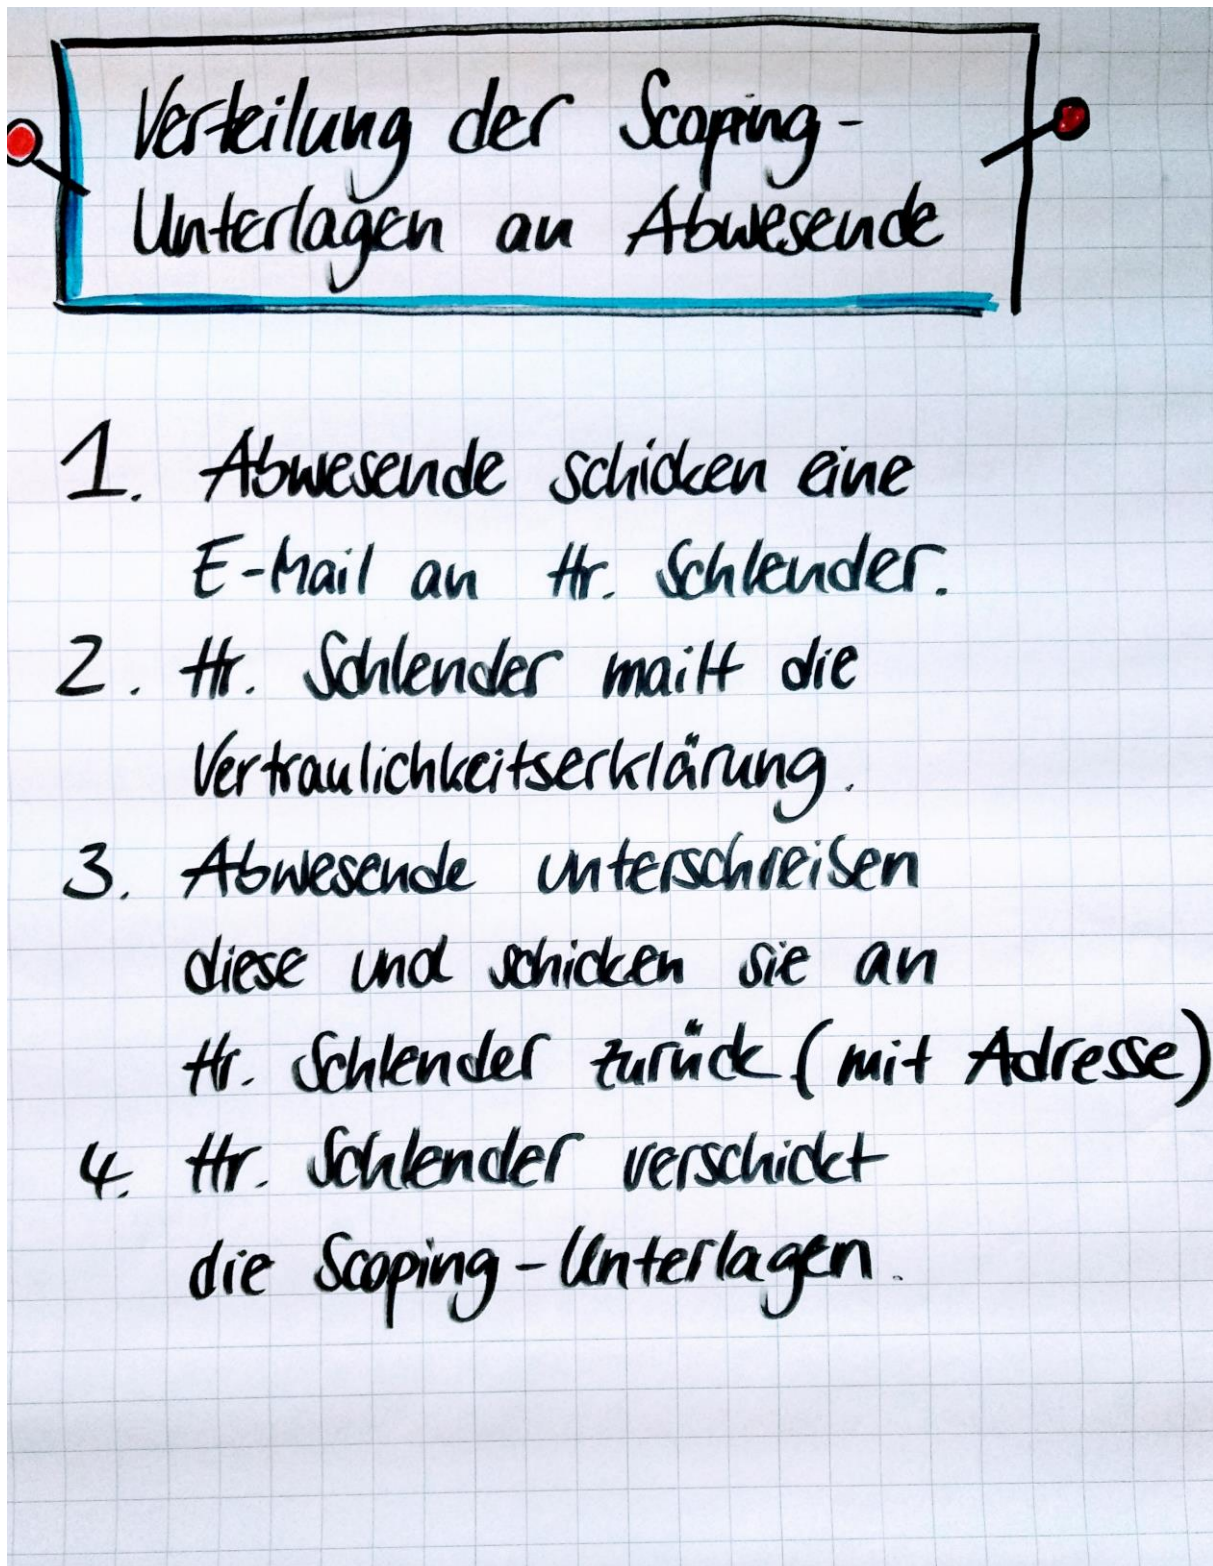 Verteilung der Scoping-
Unterlagen an Abwesende
1. Abwesende schicken eine
E-Mail an Hr. Schlender.
2. Hr. Schlender mailt die
Vertraulichkeitserklärung.
3. Abwesende unterschreiben
diese und schicken sie an
Hr. Schlender zurück (mit Adresse)
4. Hr. Schlender verschickt
die Scoping-Unterlagen.